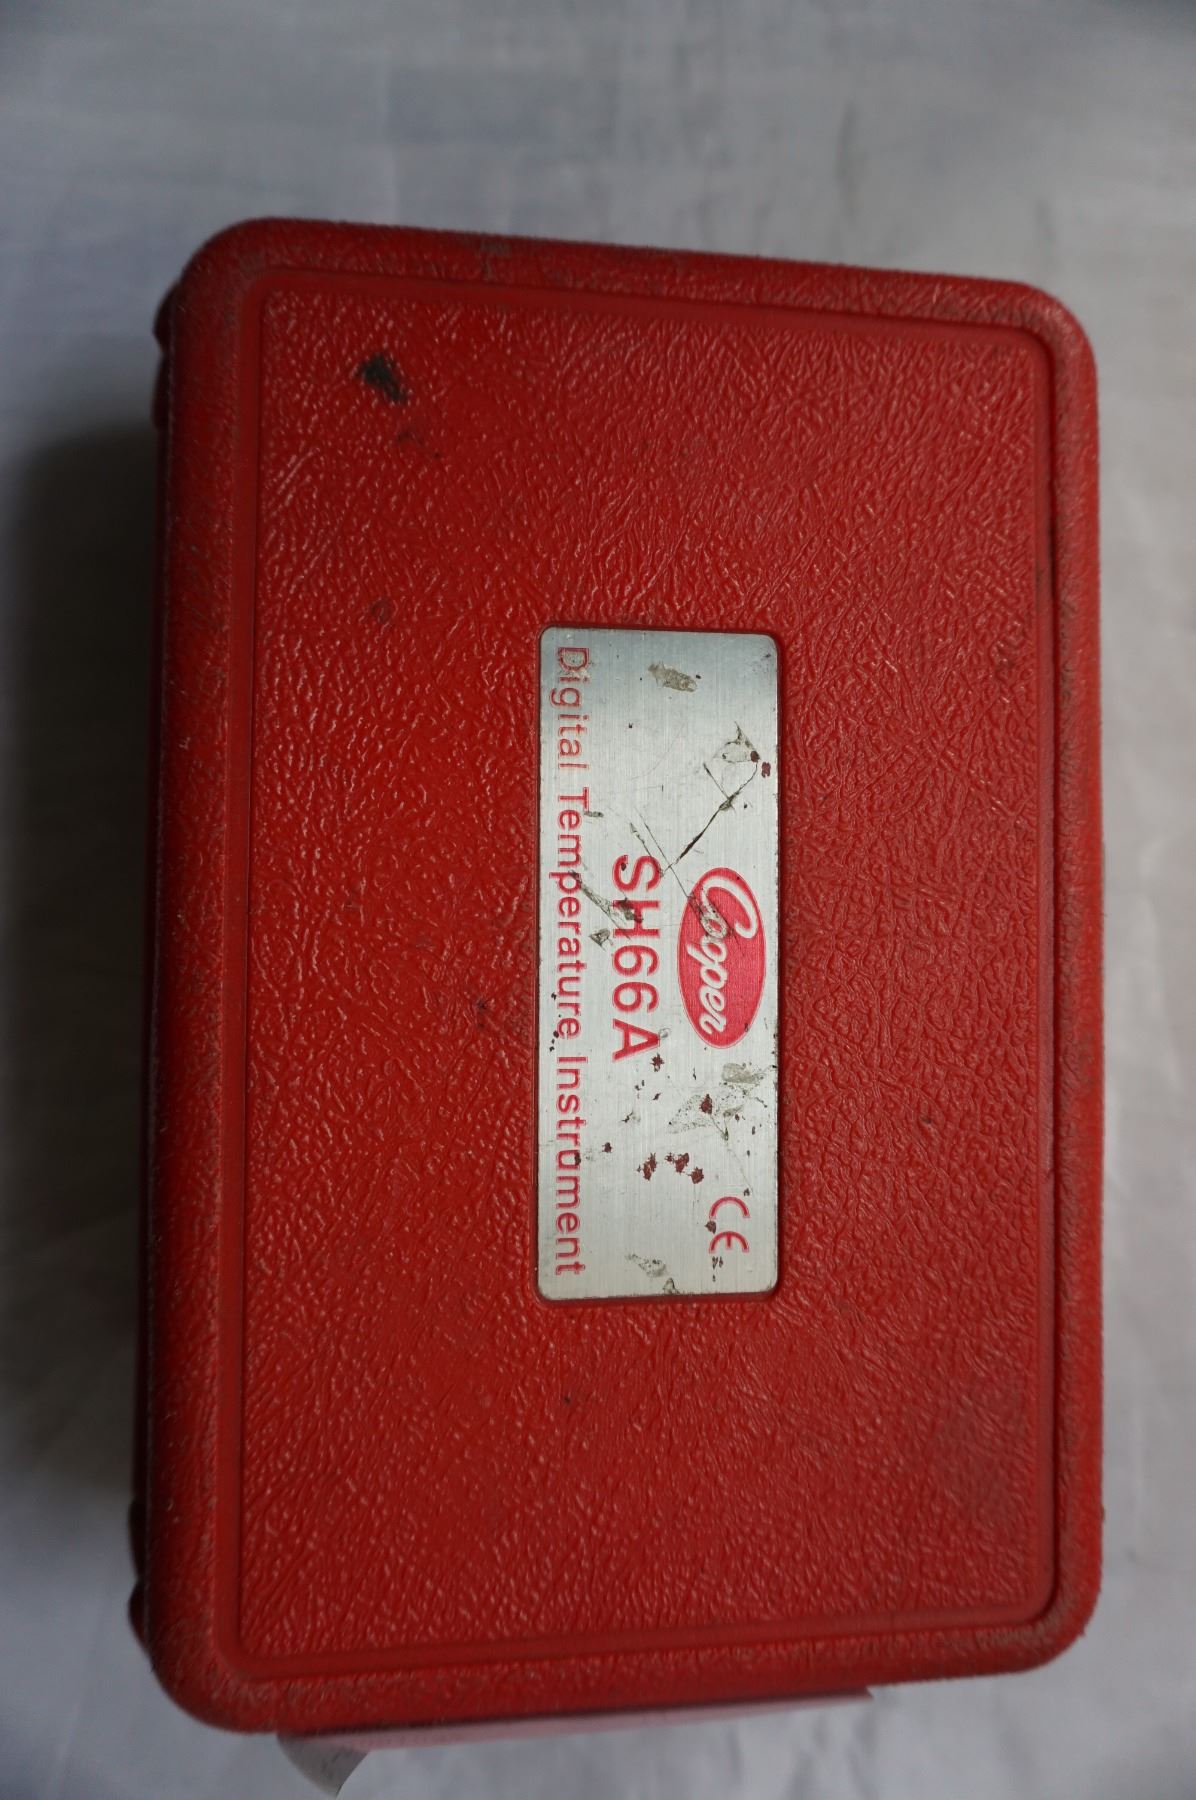 Cooper
CE
SH66A
Digital Temperature Instrument